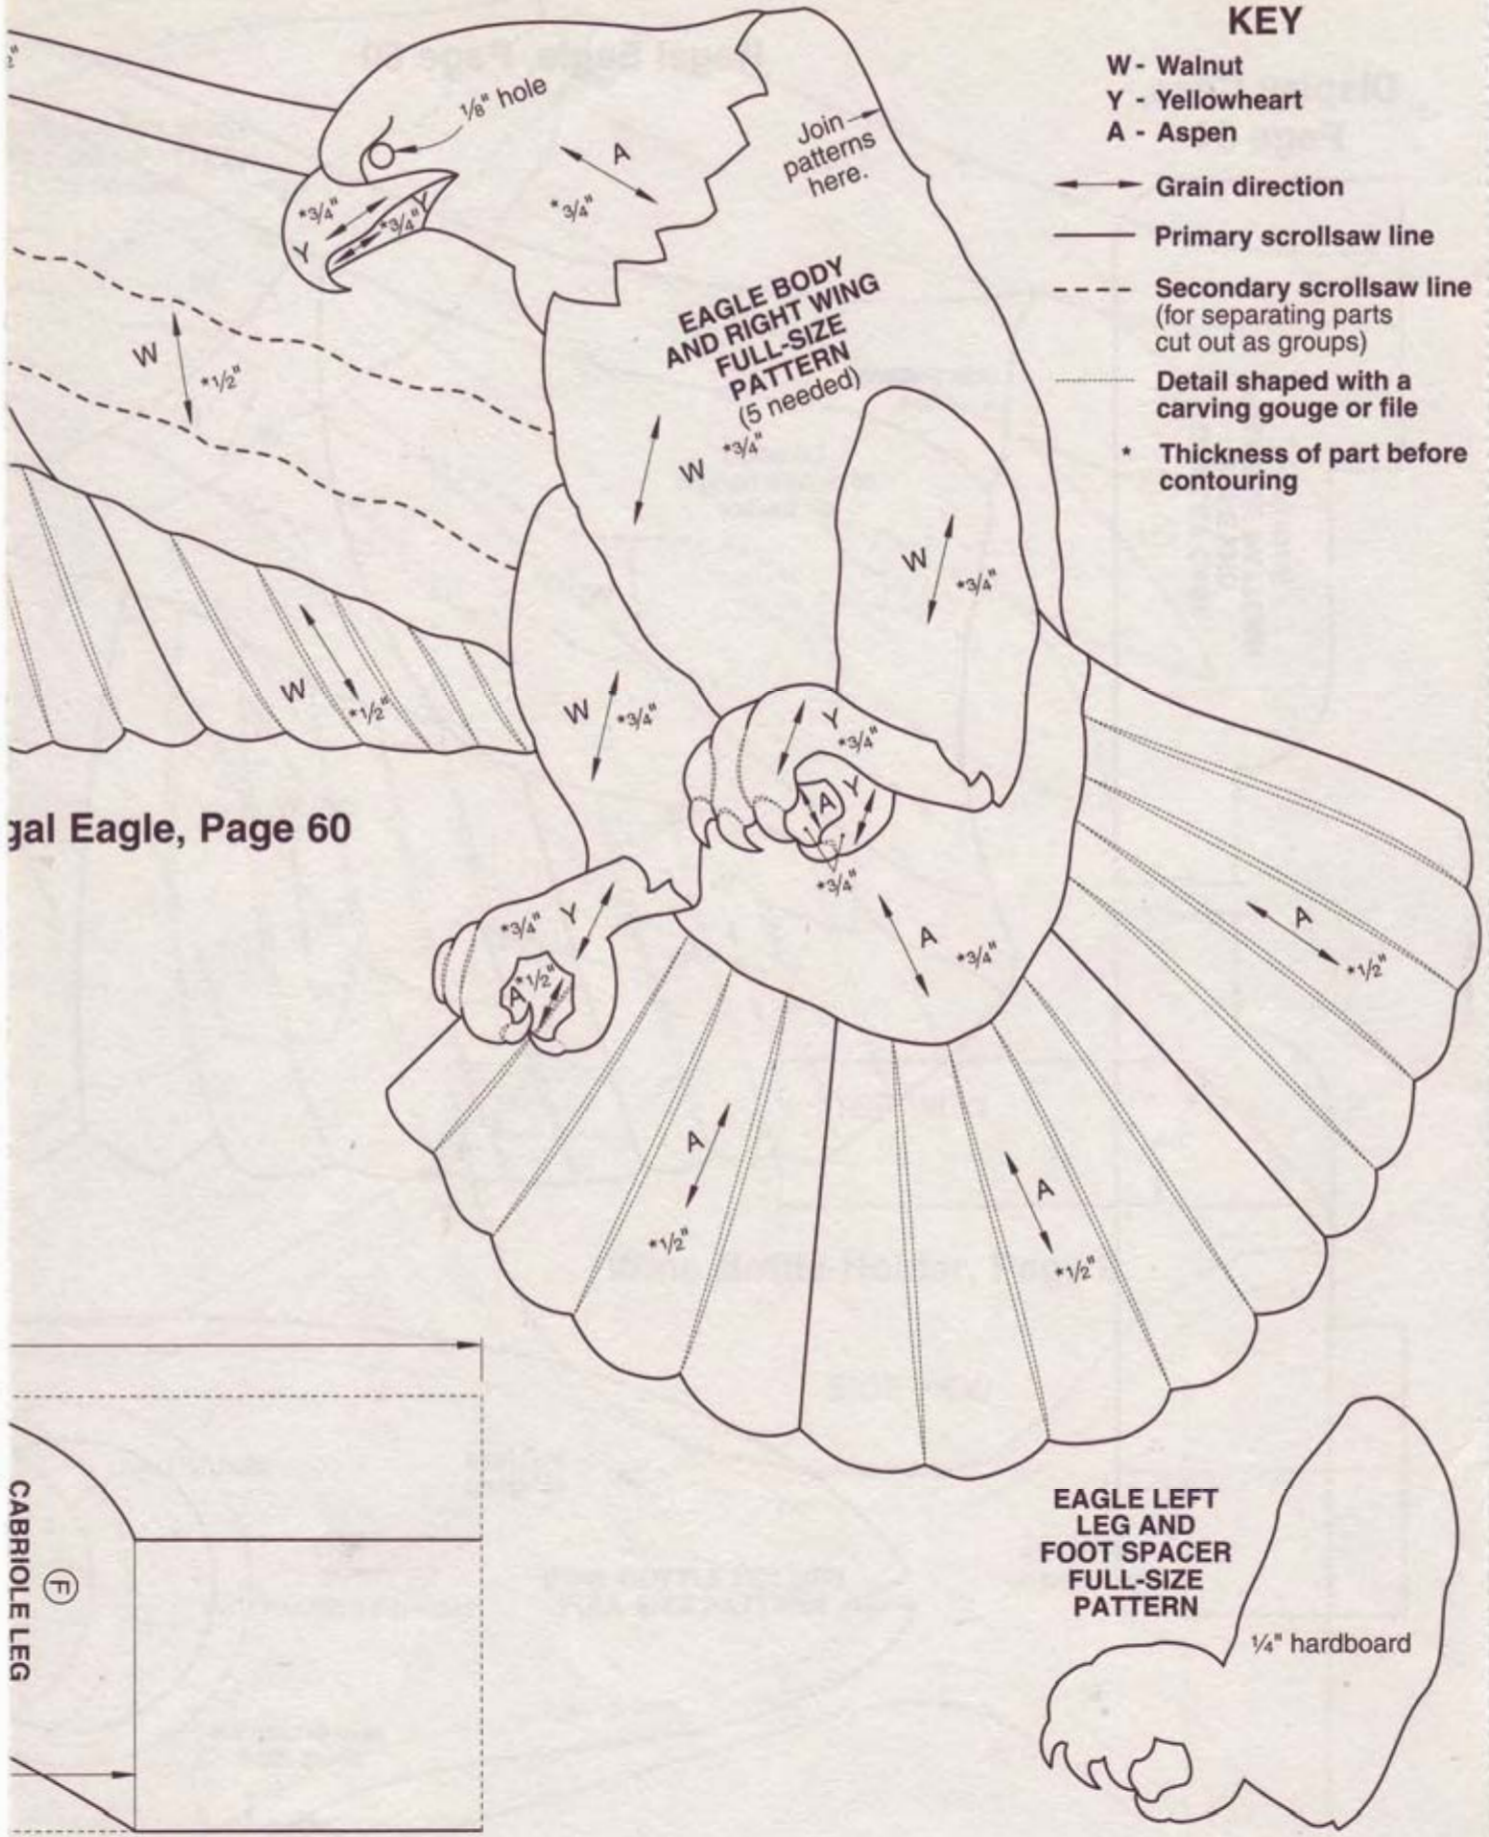 KEY
W - Walnut
Y - Yellowheart
A - Aspen
Grain direction
Primary scrollsaw line
Secondary scrollsaw line
(for separating parts
cut out as groups)
Detail shaped with a
carving gouge or file
* Thickness of part before
contouring
1/8" hole
A
*3/4"
Join
patterns
here.
*3/4"
Y
*3/4"
Y
EAGLE BODY
AND RIGHT WING
FULL-SIZE
PATTERN
(5 needed)
W
*3/4"
W
*1/2"
W
*3/4"
W
*1/2"
W
*3/4"
Y
*3/4"
A
Y
*3/4"
gal Eagle, Page 60
*3/4"
Y
A
*1/2"
A
*3/4"
A
*1/2"
A
*1/2"
A
*1/2"
CABRIOLE LEG
F
EAGLE LEFT
LEG AND
FOOT SPACER
FULL-SIZE
PATTERN
1/4" hardboard